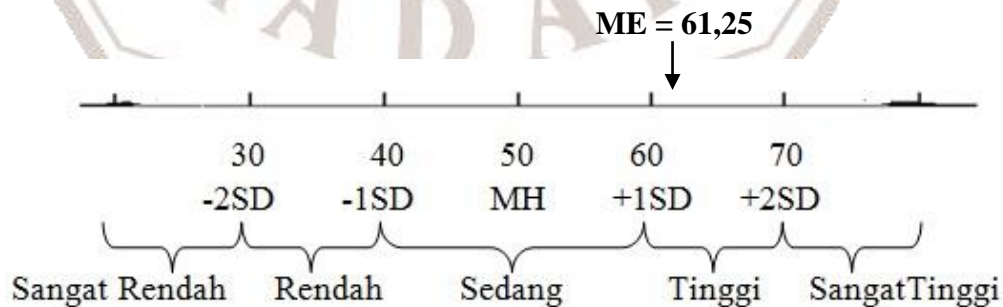 ADA
ME = 61,25
30 40 50 60 70
-2SD -1SD MH +1SD +2SD
Sangat Rendah Rendah Sedang Tinggi SangatTinggi